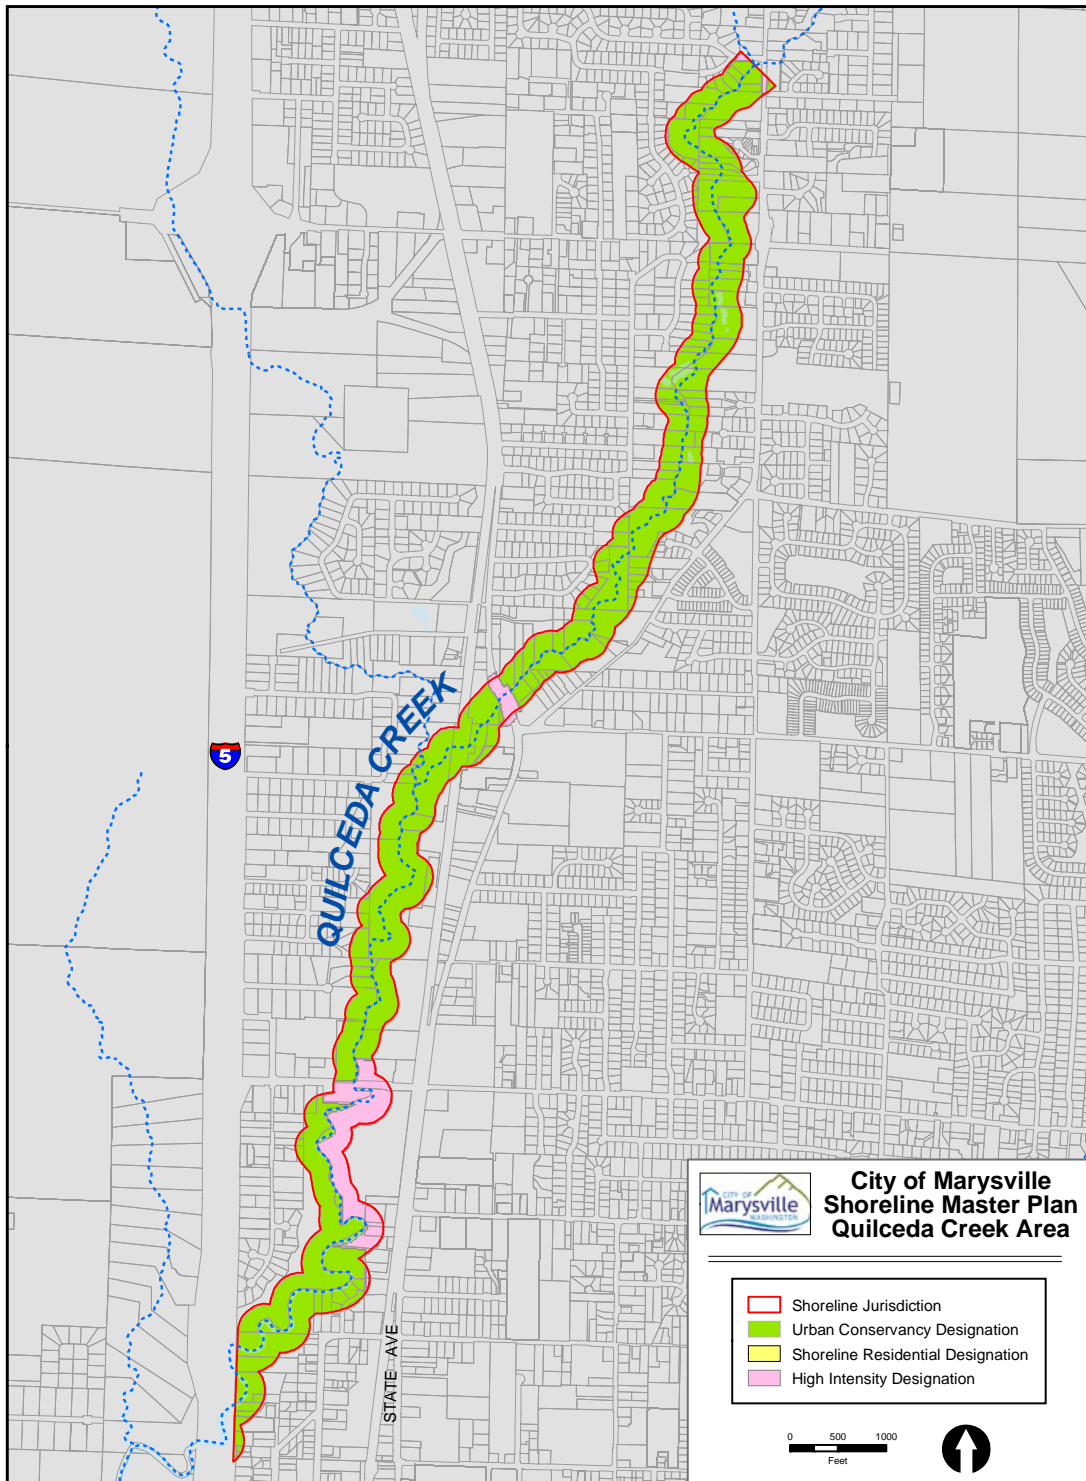 5
QUILCEDA CREEK
STATE AVE
CITY OF
Marysville
WASHINGTON
City of Marysville
Shoreline Master Plan
Quilceda Creek Area
Shoreline Jurisdiction
Urban Conservancy Designation
Shoreline Residential Designation
High Intensity Designation
0 500 1000
Feet